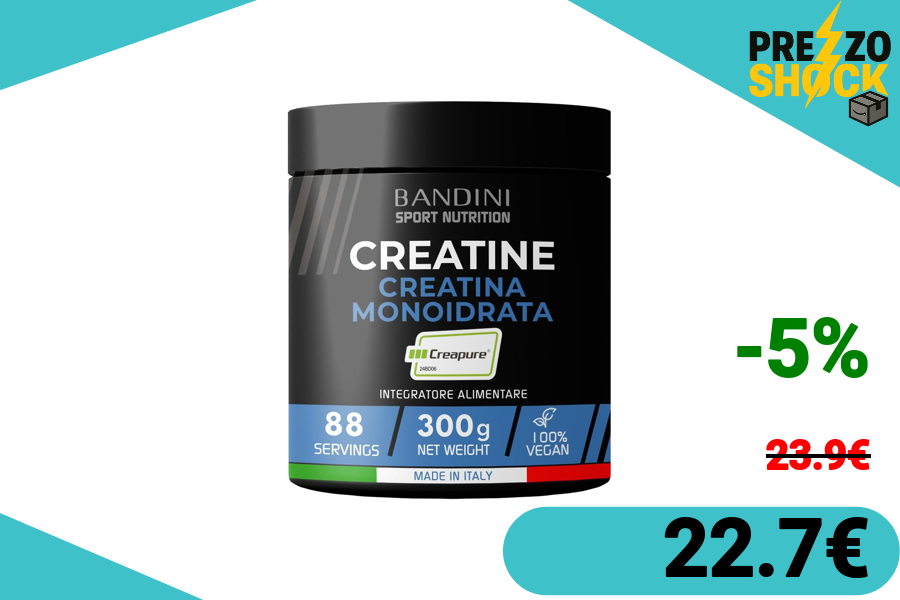 PREZZO
SHOCK
BANDINI
SPORT NUTRITION
CREATINE
CREATINA
MONOIDRATA
Creapure®
24BD06
INTEGRATORE ALIMENTARE
88
SERVINGS
300g
NET WEIGHT
100%
VEGAN
MADE IN ITALY
-5%
23.9€
22.7€